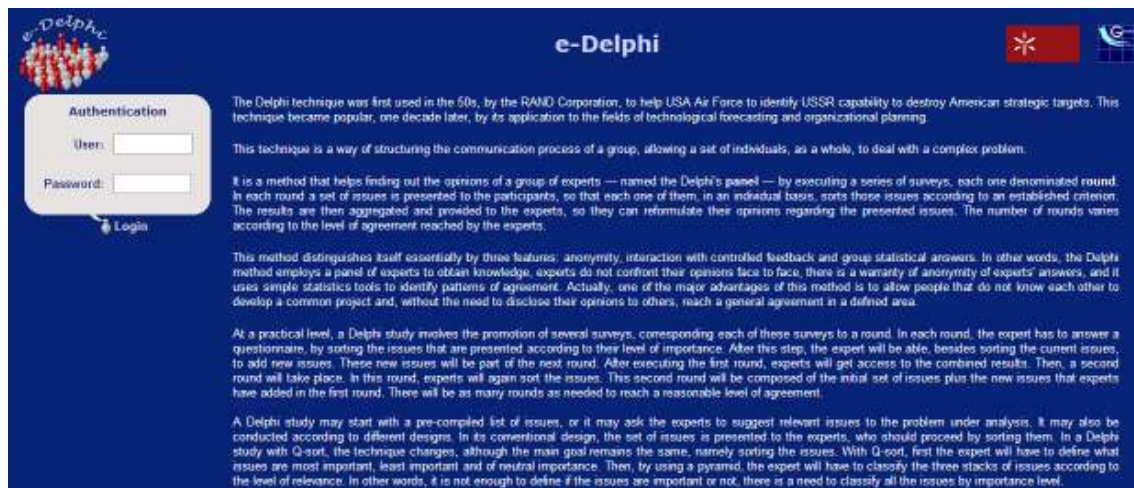 e-Delphi
e-Delphi
G
Authentication
User:
Password:
Login
The Delphi technique was first used in the 50s, by the RAND Corporation, to help USA Air Force to identify USSR capability to destroy American strategic targets. This
technique became popular, one decade later, by its application to the fields of technological forecasting and organizational planning.
This technique is a way of structuring the communication process of a group, allowing a set of individuals, as a whole, to deal with a complex problem.
It is a method that helps finding out the opinions of a group of experts — named the Delphi's panel — by executing a series of surveys, each one denominated round.
In each round a set of issues is presented to the participants, so that each one of them, in an individual basis, sorts those issues according to an established criterion.
The results are then aggregated and provided to the experts, so they can reformulate their opinions regarding the presented issues. The number of rounds varies
according to the level of agreement reached by the experts.
This method distinguishes itself essentially by three features: anonymity, interaction with controlled feedback and group statistical answers. In other words, the Delphi
method employs a panel of experts to obtain knowledge, experts do not confront their opinions face to face, there is a warranty of anonymity of experts' answers, and it
uses simple statistics tools to identify patterns of agreement. Actually, one of the major advantages of this method is to allow people that do not know each other to
develop a common project and, without the need to disclose their opinions to others, reach a general agreement in a defined area.
At a practical level, a Delphi study involves the promotion of several surveys, corresponding each of these surveys to a round. In each round, the expert has to answer a
questionnaire, by sorting the issues that are presented according to their level of importance. After this step, the expert will be able, besides sorting the current issues,
to add new issues. These new issues will be part of the next round. After executing the first round, experts will get access to the combined results. Then, a second
round will take place. In this round, experts will again sort the issues. This second round will be composed of the initial set of issues plus the new issues that experts
have added in the first round. There will be as many rounds as needed to reach a reasonable level of agreement.
A Delphi study may start with a pre-compiled list of issues, or it may ask the experts to suggest relevant issues to the problem under analysis. It may also be
conducted according to different designs. In its conventional design, the set of issues is presented to the experts, who should proceed by sorting them. In a Delphi
study with Q-sort, the technique changes, although the main goal remains the same, namely sorting the issues. With Q-sort, first the expert will have to define what
issues are most important, least important and of neutral importance. Then, by using a pyramid, the expert will have to classify the three stacks of issues according to
the level of relevance. In other words, it is not enough to define if the issues are important or not, there is a need to classify all the issues by importance level.